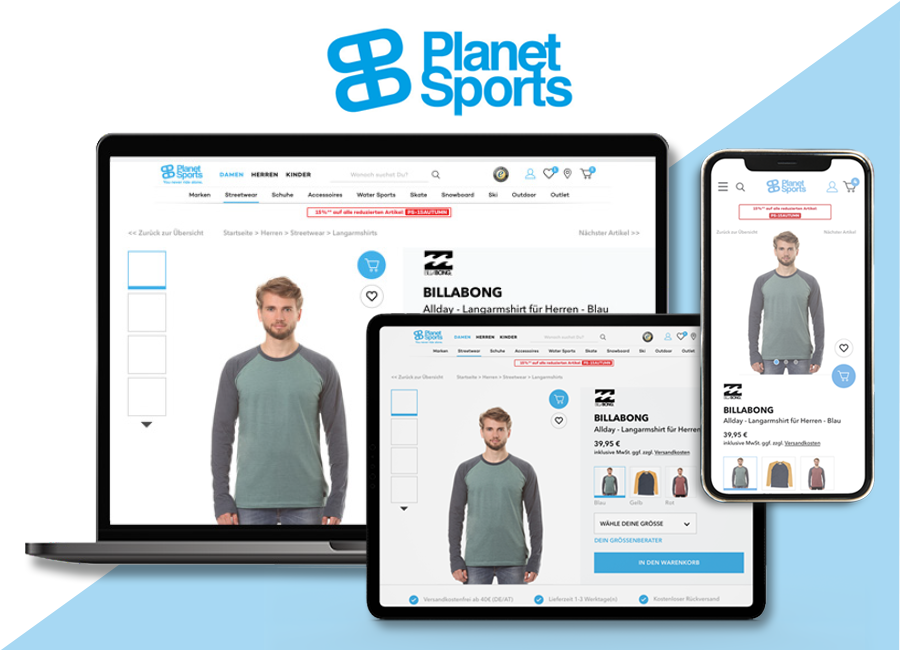 Planet
Sports
Planet
Sports
DAMEN HERREN KINDER
Wonach suchst Du?
Marken Streetwear Schuhe Accessoires Water Sports Skate Snowboard Ski Outdoor Outlet
15%** auf alle reduzierten Artikel PS-15AUTUMN
<< Zurück zur Übersicht Startseite > Herren > Streetwear > Langarmshirts Nächster Artikel >>
BILLABONG
BILLABONG
Allday - Langarmshirt für Herren - Blau
Planet
Sports
DAMEN HERREN KINDER
Wonach suchst Du?
Marken Streetwear Schuhe Accessoires Water Sports Skate Snowboard Ski Outdoor Outlet
15%** auf alle reduzierten Artikel PS-15AUTUMN
<< Zurück zur Übersicht Startseite > Herren > Streetwear > Langarmshirts
BILLABONG
BILLABONG
Allday - Langarmshirt für Herren
39,95 €
inklusive MwSt. ggf. zzgl. Versandkosten
Blau Gelb Rot
WÄHLE DEINE GRÖSSE
DEIN GRÖSSENBERATER
IN DEN WARENKORB
Versandkostenfrei ab 40€ (DE/AT) Lieferzeit 1-3 Werktage(n) Kostenloser Rückversand
Planet
Sports
15%** auf alle reduzierten Artikel
PS-15AUTUMN
Zurück zur Übersicht Nächster Artikel
BILLABONG
BILLABONG
Allday - Langarmshirt für Herren - Blau
39,95 €
inklusive MwSt. ggf. zzgl. Versandkosten